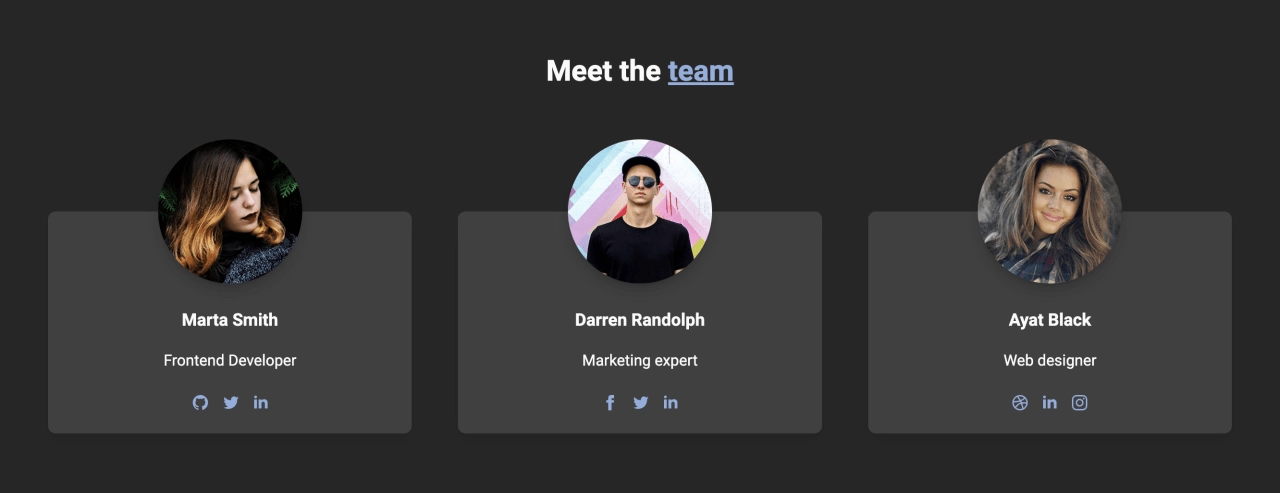 Meet the team
Marta Smith
Frontend Developer
Darren Randolph
Marketing expert
Ayat Black
Web designer